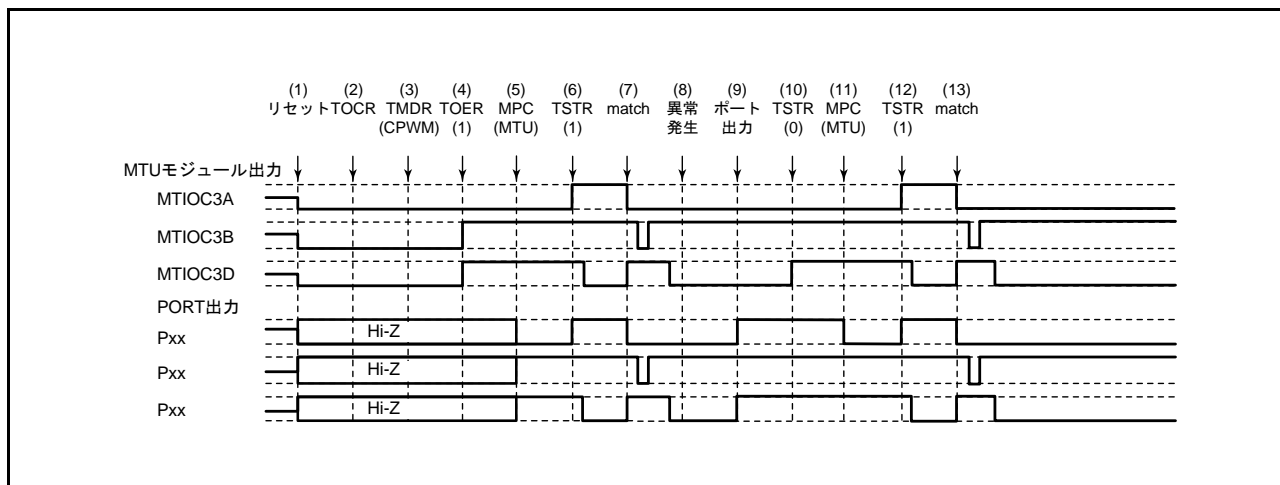 (1) (2) (3) (4) (5) (6) (7) (8) (9) (10) (11) (12) (13)
リセット TOCR TMDR TOER MPC TSTR match 異常 ポート TSTR MPC TSTR match
(CPWM) (1) (MTU) (1) 発生 出力 (0) (MTU) (1)
MTUモジュール出力
MTIOC3A
MTIOC3B
MTIOC3D
PORT出力
Pxx Hi-Z
Pxx Hi-Z
Pxx Hi-Z